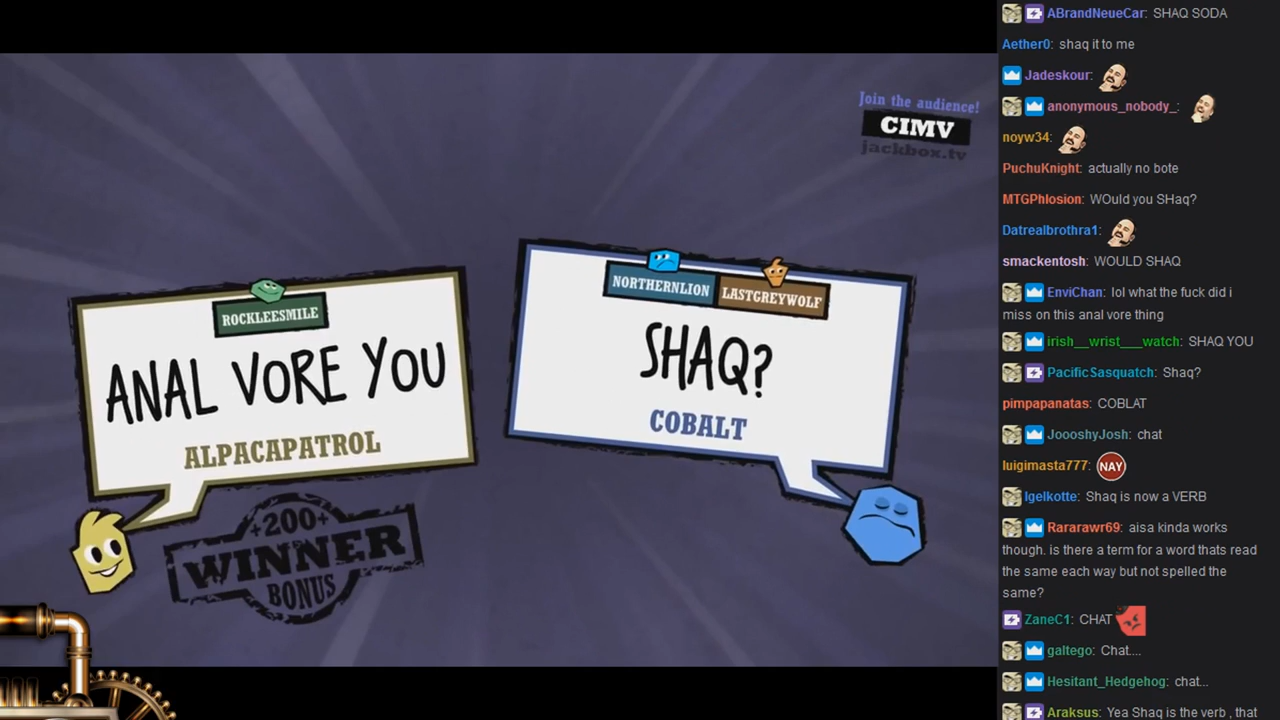 Join the audience!
CIMV
jackbox.tv
ROCKLEESMILE
ANAL VORE YOU
ALPACAPATROL
+200+
WINNER
BONUS
NORTHERNLION
LASTGREYWOLF
SHAQ?
COBALT
ABrandNeueCar: SHAQ SODA
Aether0: shaq it to me
Jadeskour:
anonymous_nobody_:
noyw34:
PuchuKnight: actually no bote
MTGPhlosion: WOuld you SHaq?
Datrealbrothra1:
smackentosh: WOULD SHAQ
EnviChan: lol what the fuck did i
miss on this anal vore thing
irish__wrist___watch: SHAQ YOU
PacificSasquatch: Shaq?
pimpapanatas: COBLAT
JoooshyJosh: chat
luigimasta777: NAY
Igelkotte: Shaq is now a VERB
Rararawr69: aisa kinda works
though. is there a term for a word thats read
the same each way but not spelled the
same?
ZaneC1: CHAT
galtego: Chat....
Hesitant_Hedgehog: chat...
Araksus: Yea Shaq is the verb , that